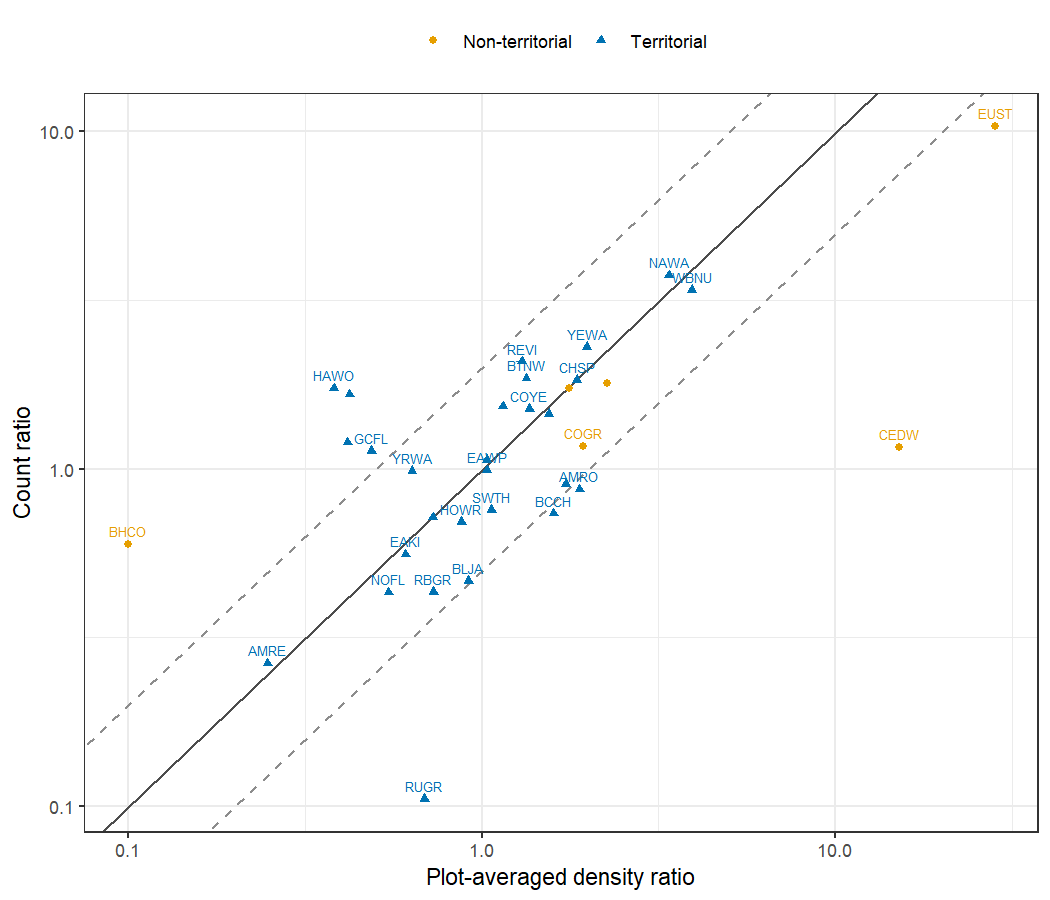 Non-territorial Territorial
EUST
10.0
NAWA
WBNU
YEWA
REVI
BTNW
CHSP
HAWO
COYE
GCFL
COGR
CEDW
YRWA
EAWP
1.0
AMRO
SWTH
BCCH
HOWR
BHCO
EAKI
BLJA
NOFL RBGR
AMRE
RUGR
0.1
0.1 1.0 10.0
Plot-averaged density ratio
Count ratio